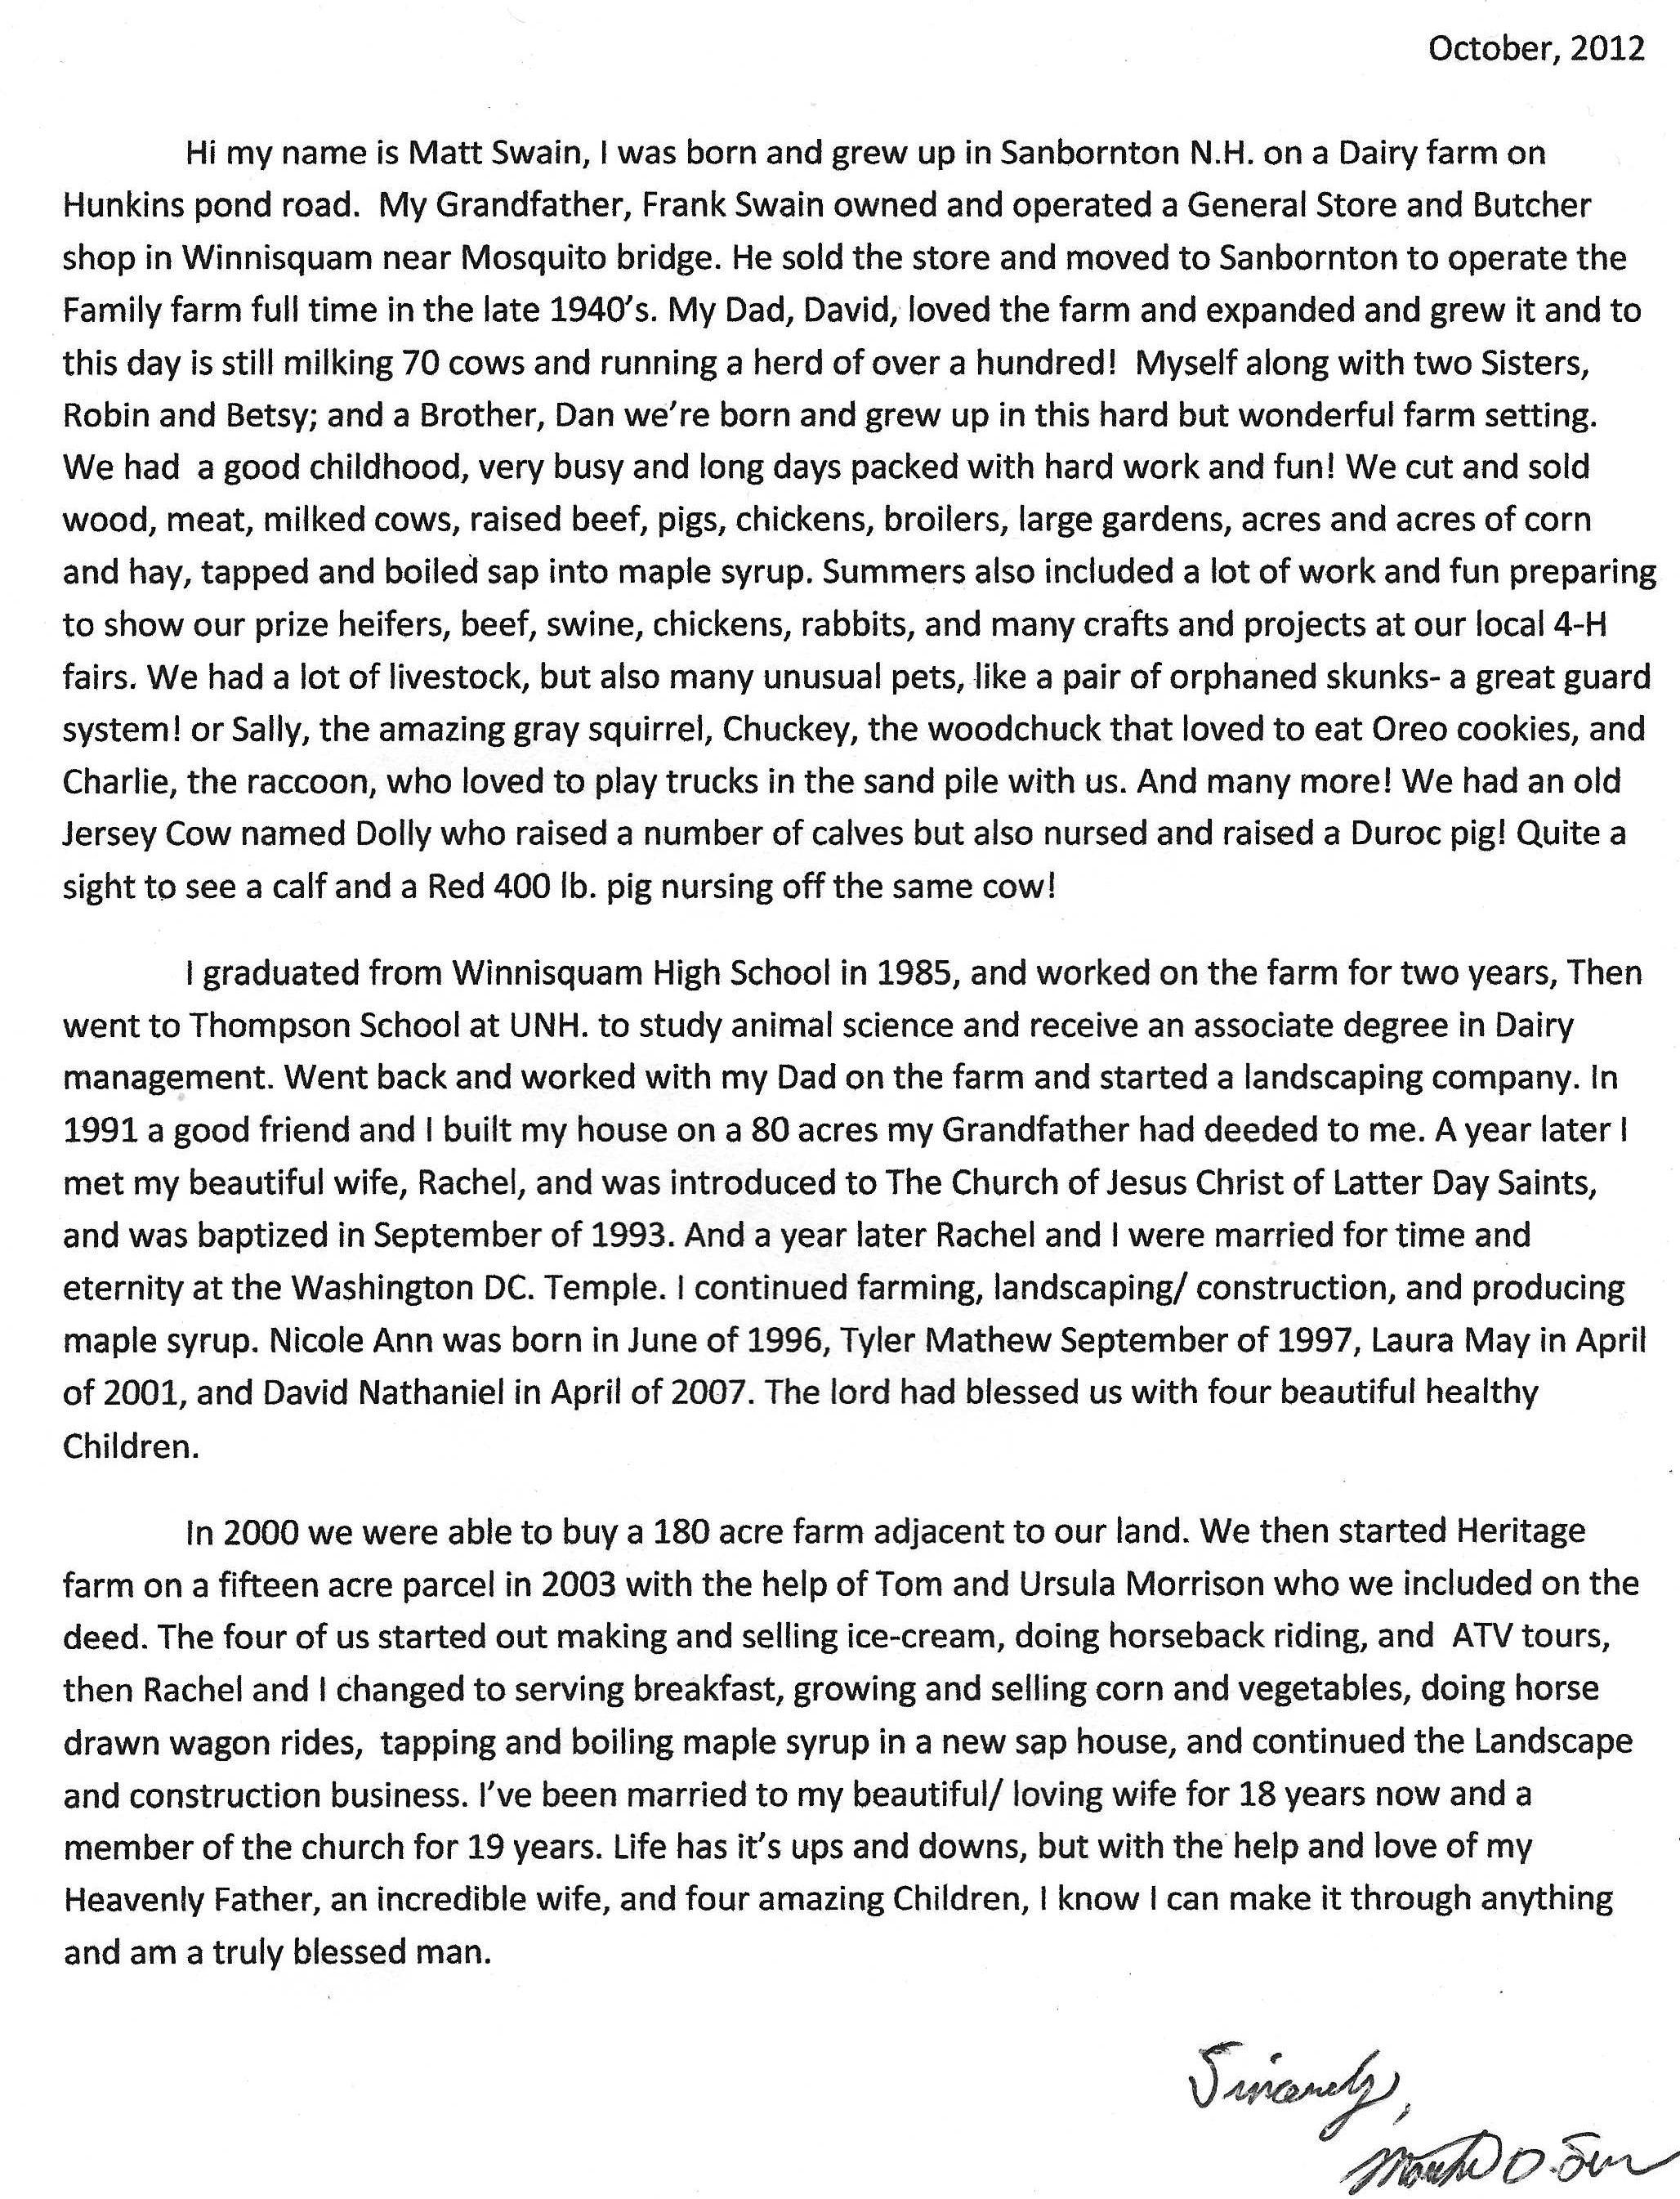 October, 2012
Hi my name is Matt Swain, I was born and grew up in Sanbornton N.H. on a Dairy farm on
Hunkins pond road.  My Grandfather, Frank Swain owned and operated a General Store and Butcher
shop in Winnisquam near Mosquito bridge. He sold the store and moved to Sanbornton to operate the
Family farm full time in the late 1940's. My Dad, David, loved the farm and expanded and grew it and to
this day is still milking 70 cows and running a herd of over a hundred!  Myself along with two Sisters,
Robin and Betsy; and a Brother, Dan we're born and grew up in this hard but wonderful farm setting.
We had  a good childhood, very busy and long days packed with hard work and fun! We cut and sold
wood, meat, milked cows, raised beef, pigs, chickens, broilers, large gardens, acres and acres of corn
and hay, tapped and boiled sap into maple syrup. Summers also included a lot of work and fun preparing
to show our prize heifers, beef, swine, chickens, rabbits, and many crafts and projects at our local 4-H
fairs. We had a lot of livestock, but also many unusual pets, like a pair of orphaned skunks- a great guard
system! or Sally, the amazing gray squirrel, Chuckey, the woodchuck that loved to eat Oreo cookies, and
Charlie, the raccoon, who loved to play trucks in the sand pile with us. And many more! We had an old
Jersey Cow named Dolly who raised a number of calves but also nursed and raised a Duroc pig! Quite a
sight to see a calf and a Red 400 lb. pig nursing off the same cow!
I graduated from Winnisquam High School in 1985, and worked on the farm for two years, Then
went to Thompson School at UNH. to study animal science and receive an associate degree in Dairy
management. Went back and worked with my Dad on the farm and started a landscaping company. In
1991 a good friend and I built my house on a 80 acres my Grandfather had deeded to me. A year later I
met my beautiful wife, Rachel, and was introduced to The Church of Jesus Christ of Latter Day Saints,
and was baptized in September of 1993. And a year later Rachel and I were married for time and
eternity at the Washington DC. Temple. I continued farming, landscaping/ construction, and producing
maple syrup. Nicole Ann was born in June of 1996, Tyler Mathew September of 1997, Laura May in April
of 2001, and David Nathaniel in April of 2007. The lord had blessed us with four beautiful healthy
Children.
In 2000 we were able to buy a 180 acre farm adjacent to our land. We then started Heritage
farm on a fifteen acre parcel in 2003 with the help of Tom and Ursula Morrison who we included on the
deed. The four of us started out making and selling ice-cream, doing horseback riding, and  ATV tours,
then Rachel and I changed to serving breakfast, growing and selling corn and vegetables, doing horse
drawn wagon rides,  tapping and boiling maple syrup in a new sap house, and continued the Landscape
and construction business. I've been married to my beautiful/ loving wife for 18 years now and a
member of the church for 19 years. Life has it's ups and downs, but with the help and love of my
Heavenly Father, an incredible wife, and four amazing Children, I know I can make it through anything
and am a truly blessed man.
Sincerely,